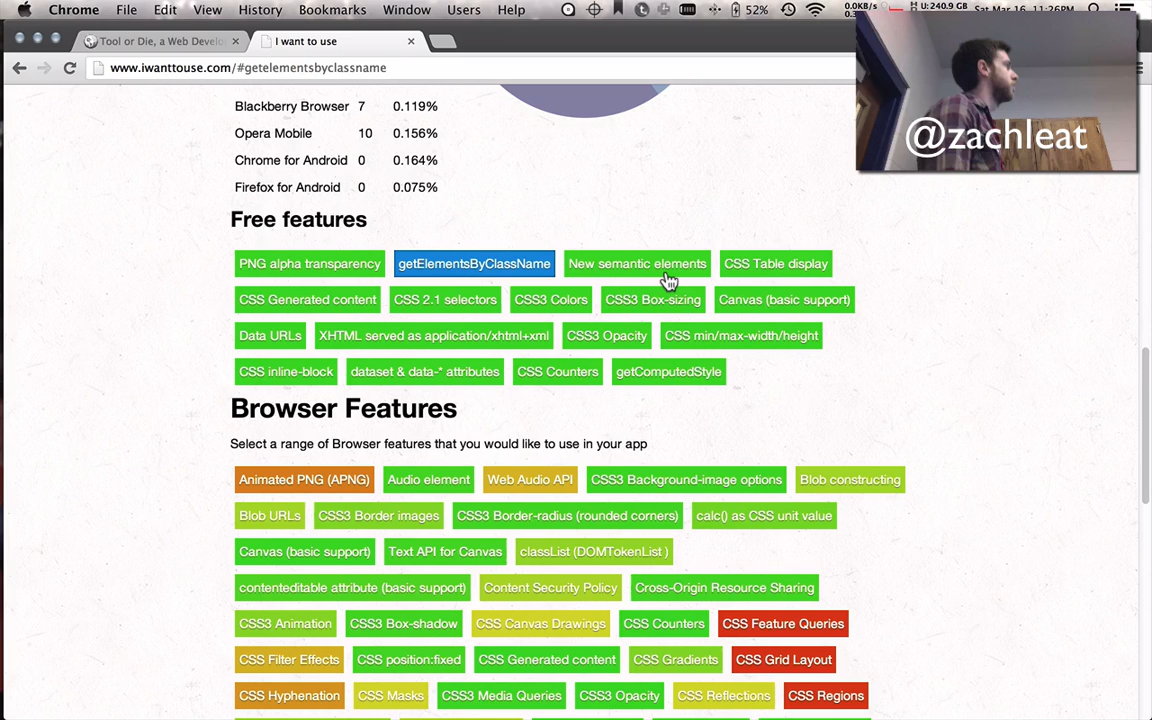 Chrome File Edit View History Bookmarks Window Users Help 52% 0.0KB/s U: 240.9 GB Sat Mar 16 11:26PM
Tool or Die, a Web Develo I want to use
www.iwanttouse.com/#getelementsbyclassname
@zachleat
Blackberry Browser 7 0.119%
Opera Mobile 10 0.156%
Chrome for Android 0 0.164%
Firefox for Android 0 0.075%
Free features
PNG alpha transparency getElementsByClassName New semantic elements CSS Table display
CSS Generated content CSS 2.1 selectors CSS3 Colors CSS3 Box-sizing Canvas (basic support)
Data URLs XHTML served as application/xhtml+xml CSS3 Opacity CSS min/max-width/height
CSS inline-block dataset & data-* attributes CSS Counters getComputedStyle
Browser Features
Select a range of Browser features that you would like to use in your app
Animated PNG (APNG) Audio element Web Audio API CSS3 Background-image options Blob constructing
Blob URLs CSS3 Border images CSS3 Border-radius (rounded corners) calc() as CSS unit value
Canvas (basic support) Text API for Canvas classList (DOMTokenList )
contenteditable attribute (basic support) Content Security Policy Cross-Origin Resource Sharing
CSS3 Animation CSS3 Box-shadow CSS Canvas Drawings CSS Counters CSS Feature Queries
CSS Filter Effects CSS position:fixed CSS Generated content CSS Gradients CSS Grid Layout
CSS Hyphenation CSS Masks CSS3 Media Queries CSS3 Opacity CSS Reflections CSS Regions